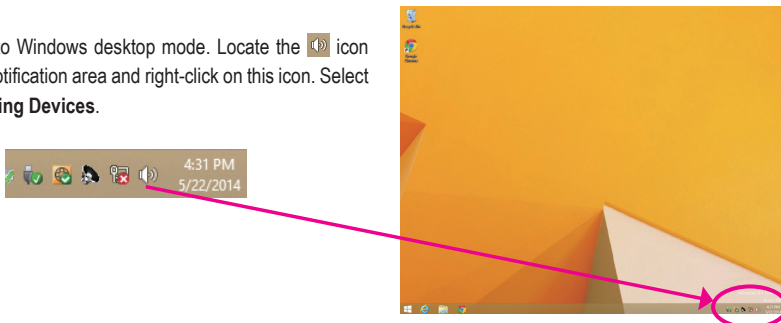 to Windows desktop mode. Locate the icon
otification area and right-click on this icon. Select
ing Devices.
4:31 PM
5/22/2014